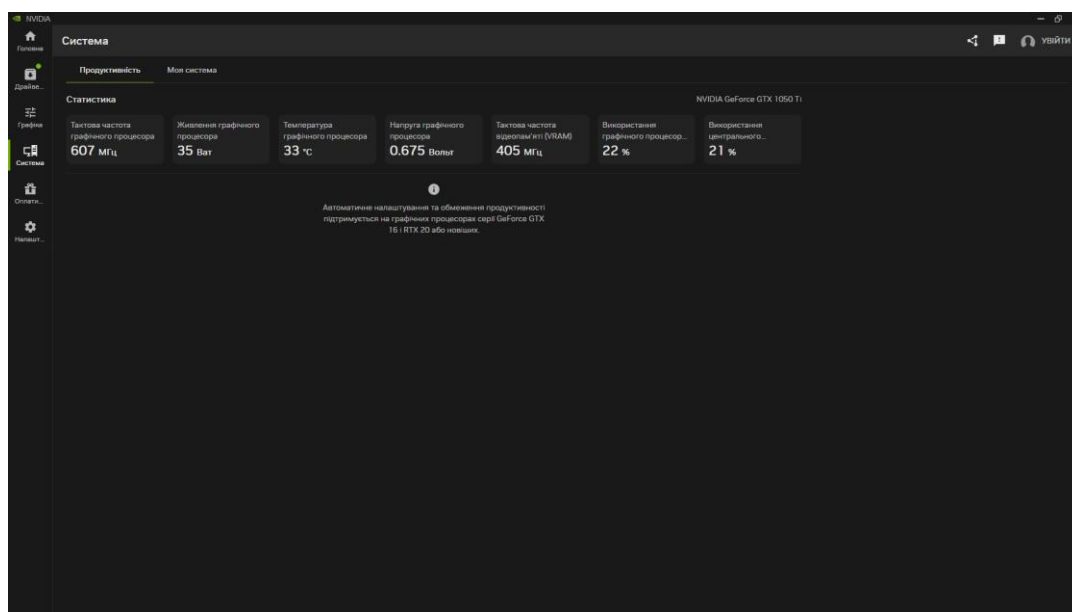 NVIDIA
Головна
Система
УВІЙТИ
Драйве...
Продуктивність
Моя система
Статистика
NVIDIA GeForce GTX 1050 Ti
Графіка
Тактова частота
графічного процесора
607 МГц
Живлення графічного
процесора
35 Ват
Температура
графічного процесора
33 °C
Напруга графічного
процесора
0.675 Вольт
Тактова частота
відеопам'яті (VRAM)
405 МГц
Використання
графічного процесор...
22 %
Використання
центрального...
21 %
Система
Оплати...
Налашт...
Автоматичне налаштування та обмеження продуктивності
підтримується на графічних процесорах серії GeForce GTX
16 і RTX 20 або новіших.